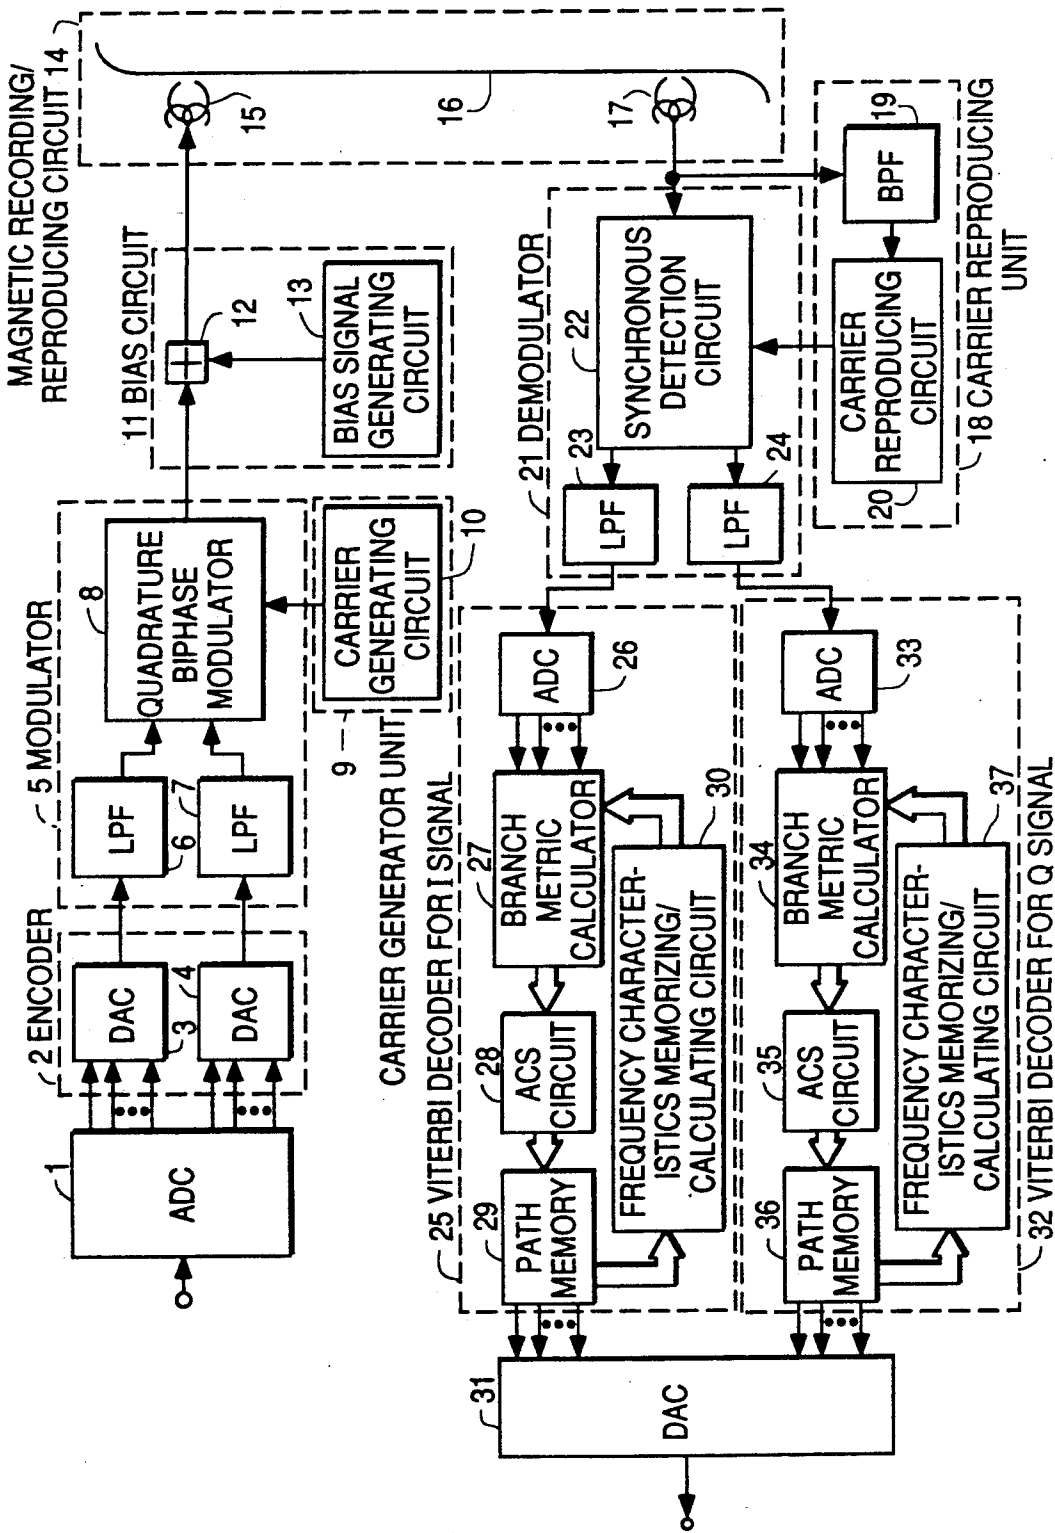 MAGNETIC RECORDING/
REPRODUCING CIRCUIT 14
2 ENCODER
5 MODULATOR
11 BIAS CIRCUIT
1
ADC
DAC
3
4
DAC
LPF
6
7
LPF
8
QUADRATURE
BIPHASE
MODULATOR
12
13
BIAS SIGNAL
GENERATING
CIRCUIT
15
16
17
9
CARRIER
GENERATING
CIRCUIT
10
CARRIER GENERATOR UNIT
21 DEMODULATOR
22
SYNCHRONOUS
DETECTION
CIRCUIT
23
LPF
24
LPF
19
BPF
CARRIER
REPRODUCING
CIRCUIT
20
18 CARRIER REPRODUCING
UNIT
25 VITERBI DECODER FOR I SIGNAL
ADC
26
27
BRANCH
METRIC
CALCULATOR
28
ACS
CIRCUIT
29
PATH
MEMORY
30
FREQUENCY CHARACTER-
ISTICS MEMORIZING/
CALCULATING CIRCUIT
31
DAC
ADC
33
34
BRANCH
METRIC
CALCULATOR
35
ACS
CIRCUIT
36
PATH
MEMORY
37
FREQUENCY CHARACTER-
ISTICS MEMORIZING/
CALCULATING CIRCUIT
32 VITERBI DECODER FOR Q SIGNAL